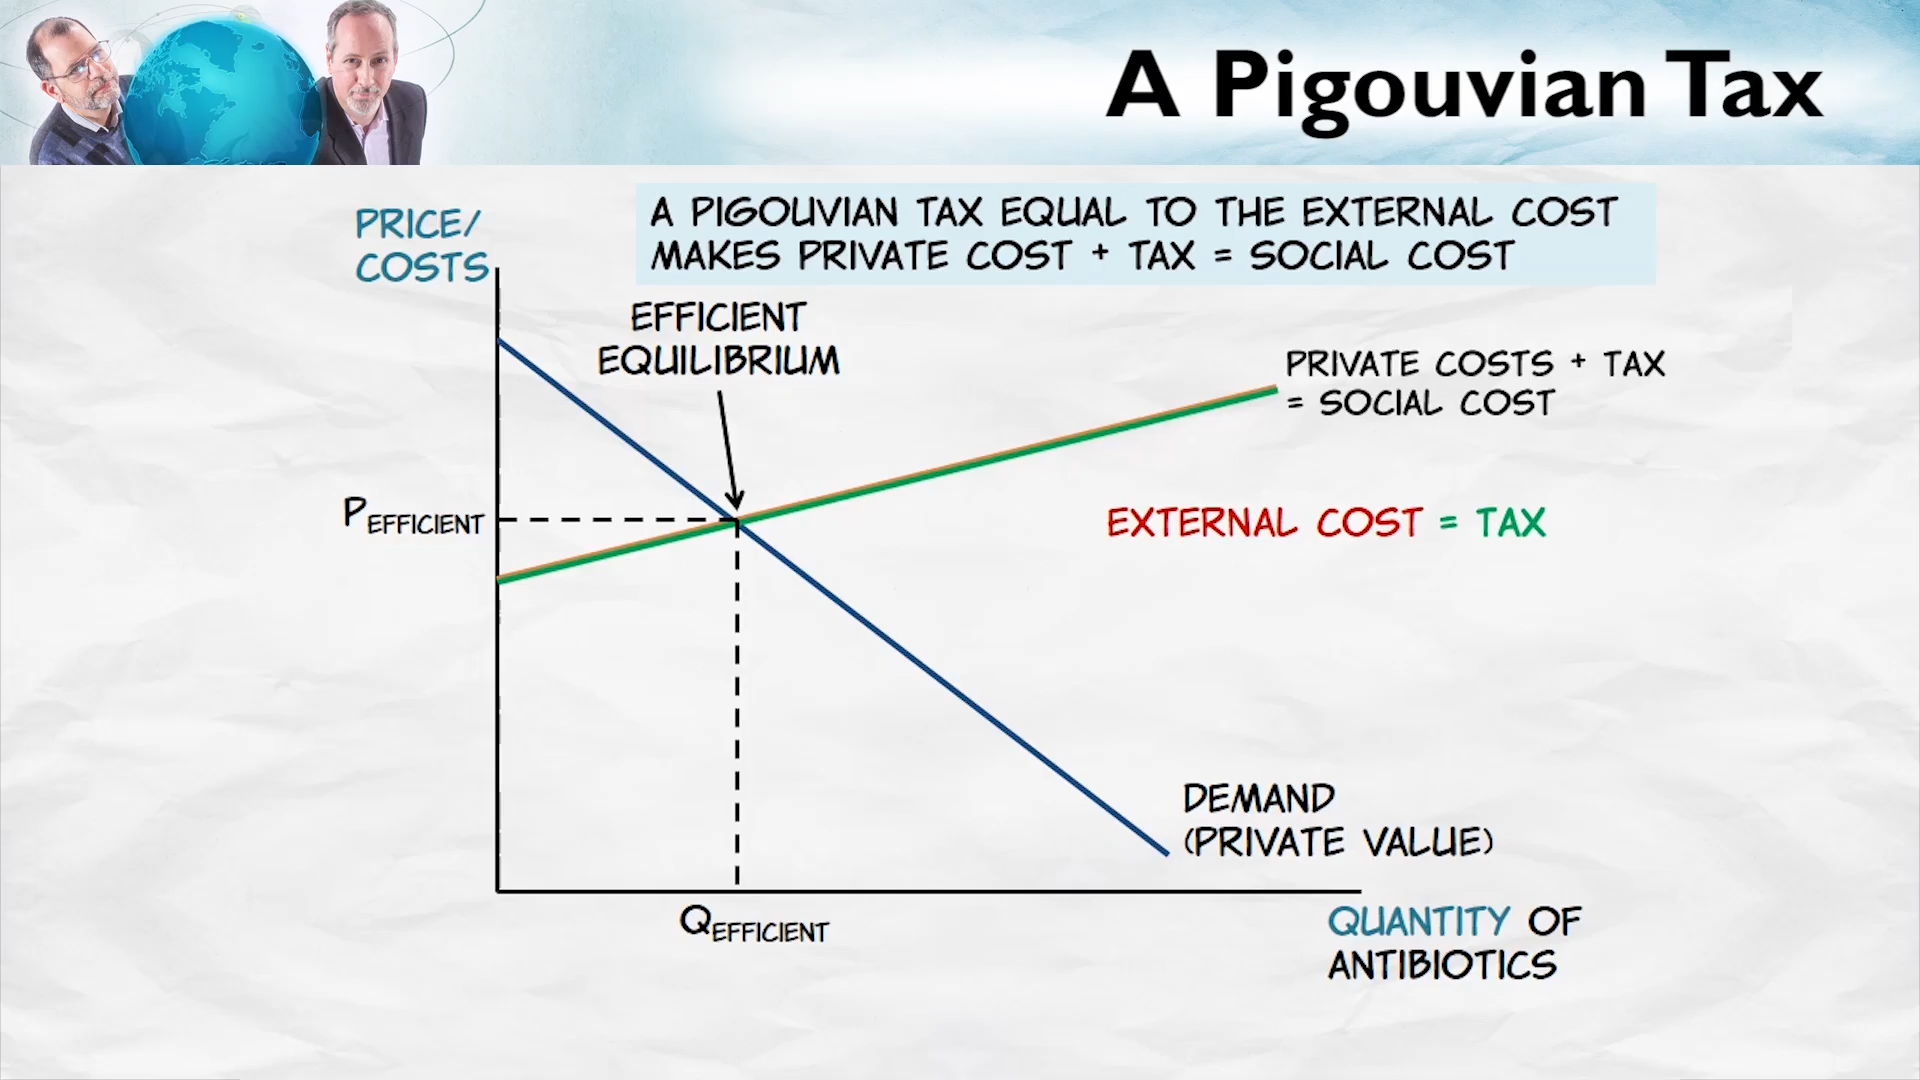 A Pigouvian Tax
PRICE/
COSTS
A PIGOUVIAN TAX EQUAL TO THE EXTERNAL COST
MAKES PRIVATE COST + TAX = SOCIAL COST
EFFICIENT
EQUILIBRIUM
PRIVATE COSTS + TAX
= SOCIAL COST
PEFFICIENT
EXTERNAL COST = TAX
DEMAND
(PRIVATE VALUE)
QEFFICIENT
QUANTITY OF
ANTIBIOTICS